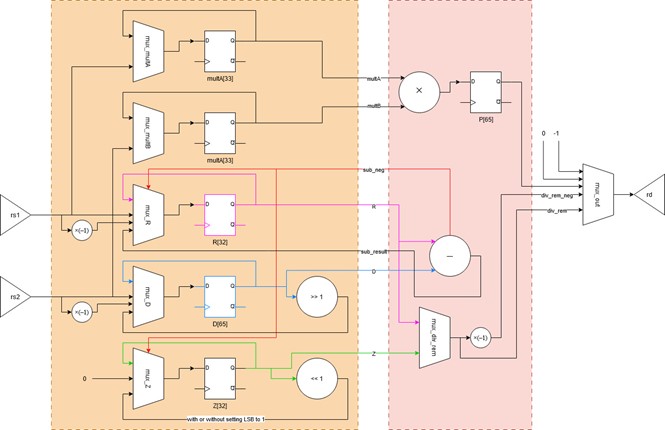 mux_multA
D
Q
Q
multA[33]
mux_multB
D
Q
Q
multA[33]
rs1
×(−1)
mux_R
D
Q
Q
R[32]
rs2
×(−1)
mux_D
D
Q
Q
D[65]
>> 1
0
mux_Z
D
Q
Q
Z[32]
<< 1
with or without setting LSB to 1
multA
multB
×
D
Q
Q
P[65]
sub_neg
R
sub_result
D
−
Z
mux_div_rem
×(−1)
0
-1
div_rem_neg
div_rem
mux_out
rd